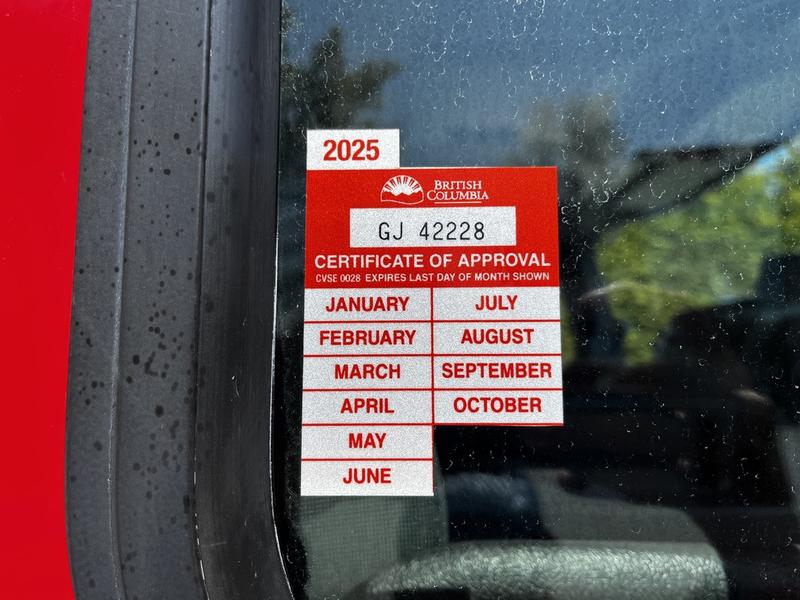 2025
BRITISH
COLUMBIA
GJ 42228
CERTIFICATE OF APPROVAL
CVSE 0028 EXPIRES LAST DAY OF MONTH SHOWN
JANUARY JULY
FEBRUARY AUGUST
MARCH SEPTEMBER
APRIL OCTOBER
MAY
JUNE